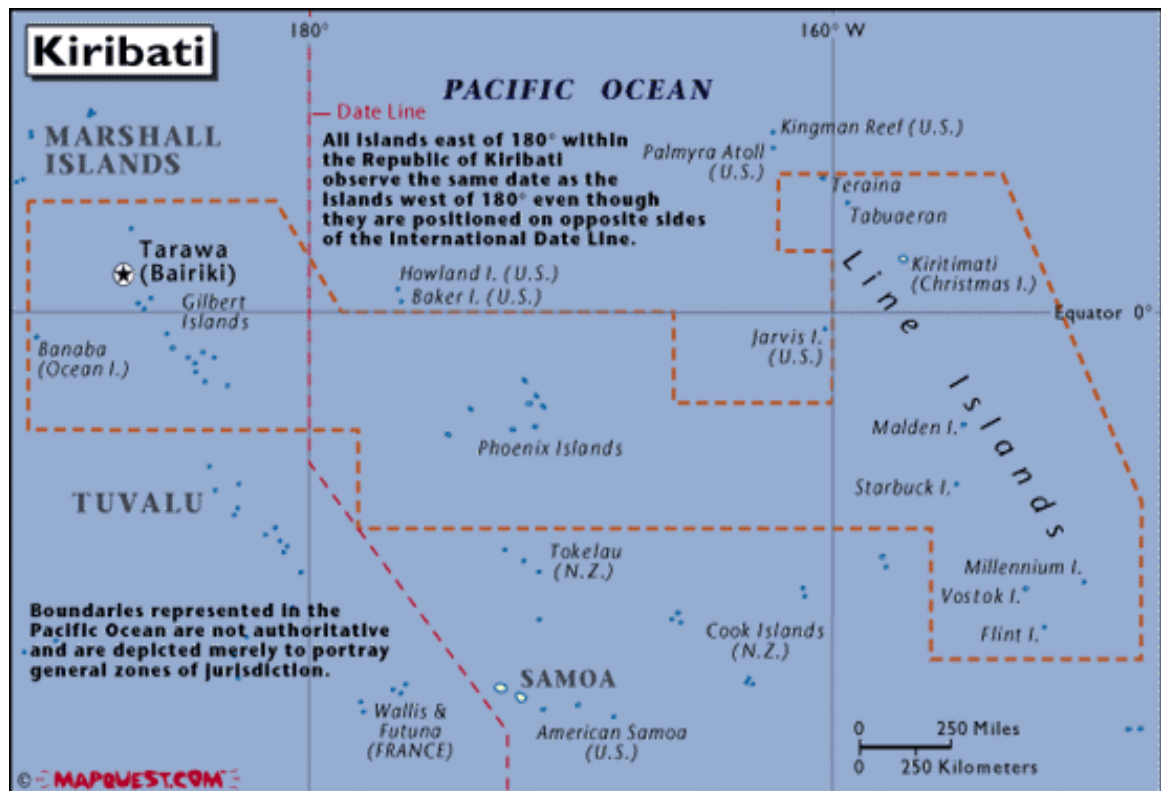 Kiribati
180°
160° W
PACIFIC OCEAN
Date Line
All islands east of 180° within
the Republic of Kiribati
observe the same date as the
islands west of 180° even though
they are positioned on opposite sides
of the International Date Line.
MARSHALL
ISLANDS
Kingman Reef (U.S.)
Palmyra Atoll
(U.S.)
Teraina
Tabuaeran
Tarawa
(Bairiki)
Gilbert
Islands
Howland I. (U.S.)
Baker I. (U.S.)
Kiritimati
(Christmas I.)
Line Islands
Equator 0°
Banaba
(Ocean I.)
Jarvis I.
(U.S.)
Phoenix Islands
Malden I.
Starbuck I.
TUVALU
Tokelau
(N.Z.)
Millennium I.
Vostok I.
Flint I.
Boundaries represented in the
Pacific Ocean are not authoritative
and are depicted merely to portray
general zones of jurisdiction.
Cook Islands
(N.Z.)
SAMOA
Wallis &
Futuna
(FRANCE)
American Samoa
(U.S.)
0 250 Miles
0 250 Kilometers
© MAPQUEST.COM